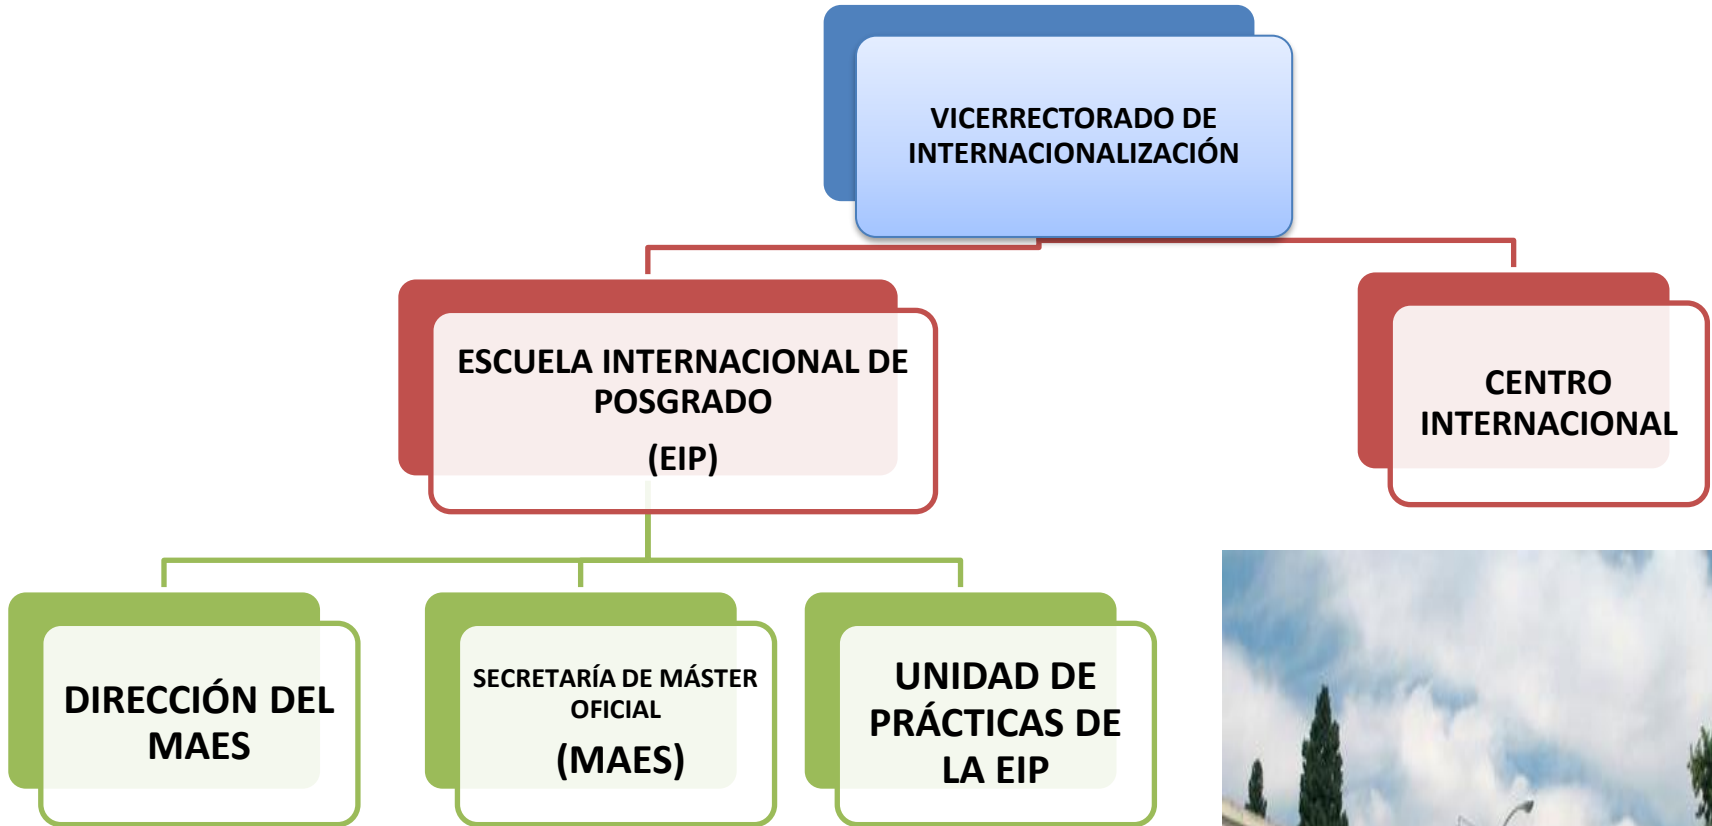 VICERRECTORADO DE
INTERNACIONALIZACIÓN
ESCUELA INTERNACIONAL DE
POSGRADO
(EIP)
CENTRO
INTERNACIONAL
DIRECCIÓN DEL
MAES
SECRETARÍA DE MÁSTER
OFICIAL
(MAES)
UNIDAD DE
PRÁCTICAS DE
LA EIP